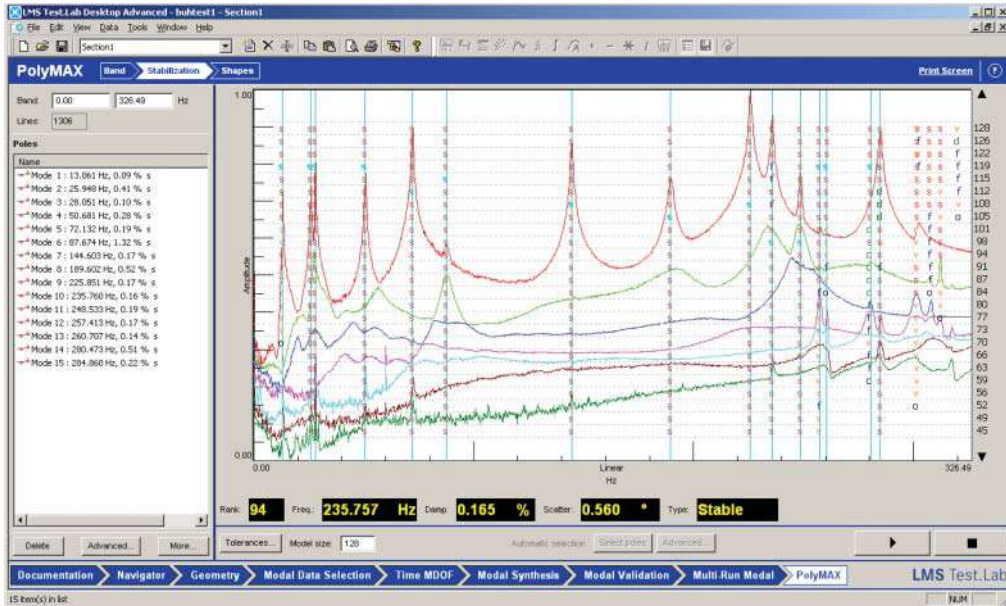 LMS Test.Lab Desktop Advanced - buhtest1 - Section1
File Edit View Data Tools Window Help
Section1
PolyMAX Band Stabilization Shapes Print Screen
Band: 0.00 326.49 Hz
Lines: 1306
Poles
Name
Mode 1 : 13.061 Hz, 0.09 % s
Mode 2 : 25.948 Hz, 0.41 % s
Mode 3 : 28.051 Hz, 0.10 % s
Mode 4 : 50.681 Hz, 0.28 % s
Mode 5 : 72.132 Hz, 0.19 % s
Mode 6 : 87.674 Hz, 1.32 % s
Mode 7 : 144.603 Hz, 0.17 % s
Mode 8 : 189.602 Hz, 0.52 % s
Mode 9 : 225.851 Hz, 0.17 % s
Mode 10 : 235.760 Hz, 0.16 % s
Mode 11 : 248.533 Hz, 0.19 % s
Mode 12 : 257.413 Hz, 0.17 % s
Mode 13 : 260.707 Hz, 0.14 % s
Mode 14 : 280.473 Hz, 0.51 % s
Mode 15 : 284.860 Hz, 0.22 % s
Delete Advanced... More...
1.00
Amplitude
0.00
128
126
122
119
115
112
108
105
101
98
94
91
87
84
80
77
73
70
66
63
59
56
52
49
45
0.00 Linear 326.49
Hz
Rank: 94 Freq.: 235.757 Hz Damp: 0.165 % Scatter: 0.560 ° Type: Stable
Tolerances... Model size: 128 Automatic selection Select poles Advanced...
Documentation Navigator Geometry Modal Data Selection Time MDOF Modal Synthesis Modal Validation Multi-Run Modal PolyMAX LMS Test.Lab
15 item(s) in list NUM